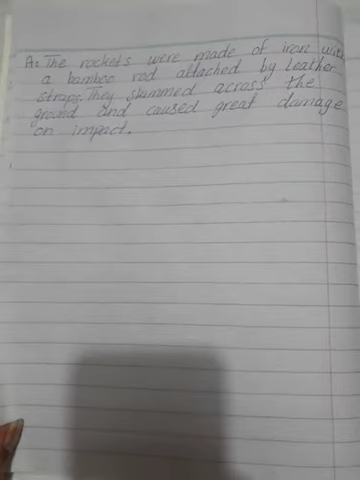 A: The rockets were made of iron with
a bamboo rod attached by Leather
straps. They skimmed across the
ground and caused great damage
on impact.